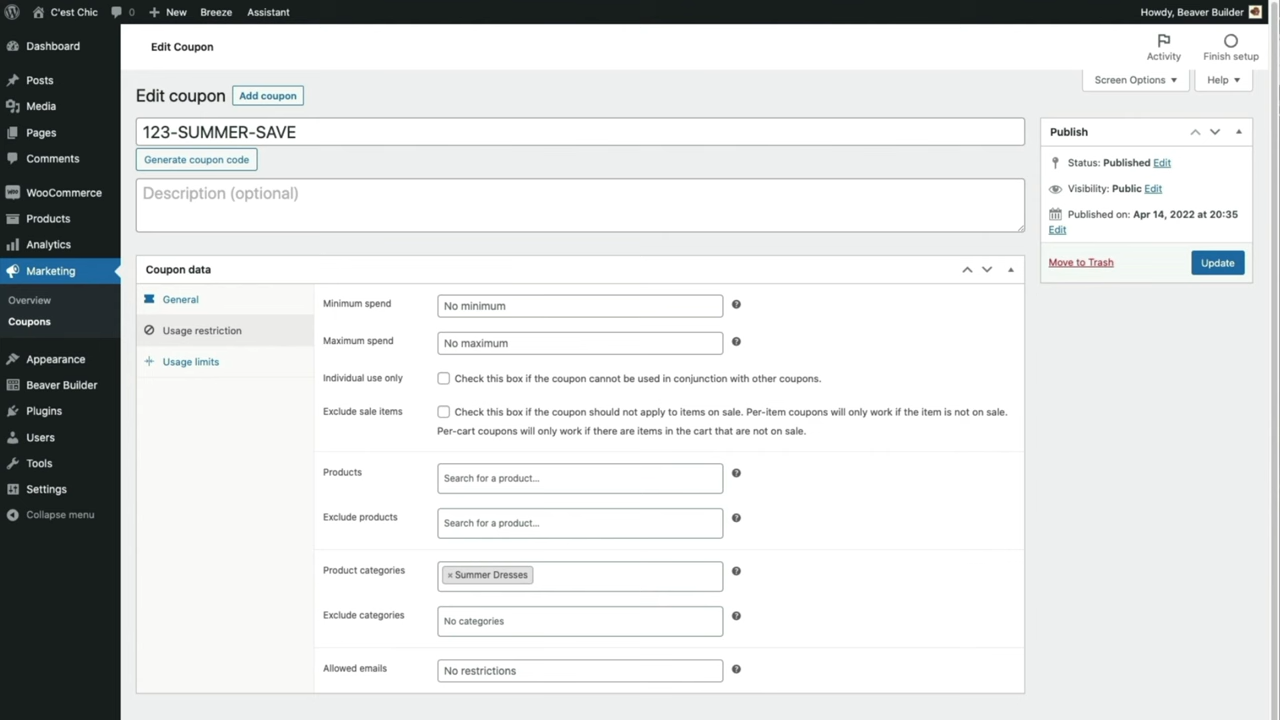 C'est Chic
0
New
Breeze
Assistant
Howdy, Beaver Builder
Dashboard
Posts
Media
Pages
Comments
WooCommerce
Products
Analytics
Marketing
Overview
Coupons
Appearance
Beaver Builder
Plugins
Users
Tools
Settings
Collapse menu
Edit Coupon
Activity
Finish setup
Screen Options ▼
Help ▼
Edit coupon
Add coupon
123-SUMMER-SAVE
Generate coupon code
Description (optional)
Coupon data
General
Usage restriction
Usage limits
Minimum spend
No minimum
Maximum spend
No maximum
Individual use only
Check this box if the coupon cannot be used in conjunction with other coupons.
Exclude sale items
Check this box if the coupon should not apply to items on sale. Per-item coupons will only work if the item is not on sale.
Per-cart coupons will only work if there are items in the cart that are not on sale.
Products
Search for a product…
Exclude products
Search for a product…
Product categories
× Summer Dresses
Exclude categories
No categories
Allowed emails
No restrictions
Publish
Status: Published Edit
Visibility: Public Edit
Published on: Apr 14, 2022 at 20:35
Edit
Move to Trash
Update